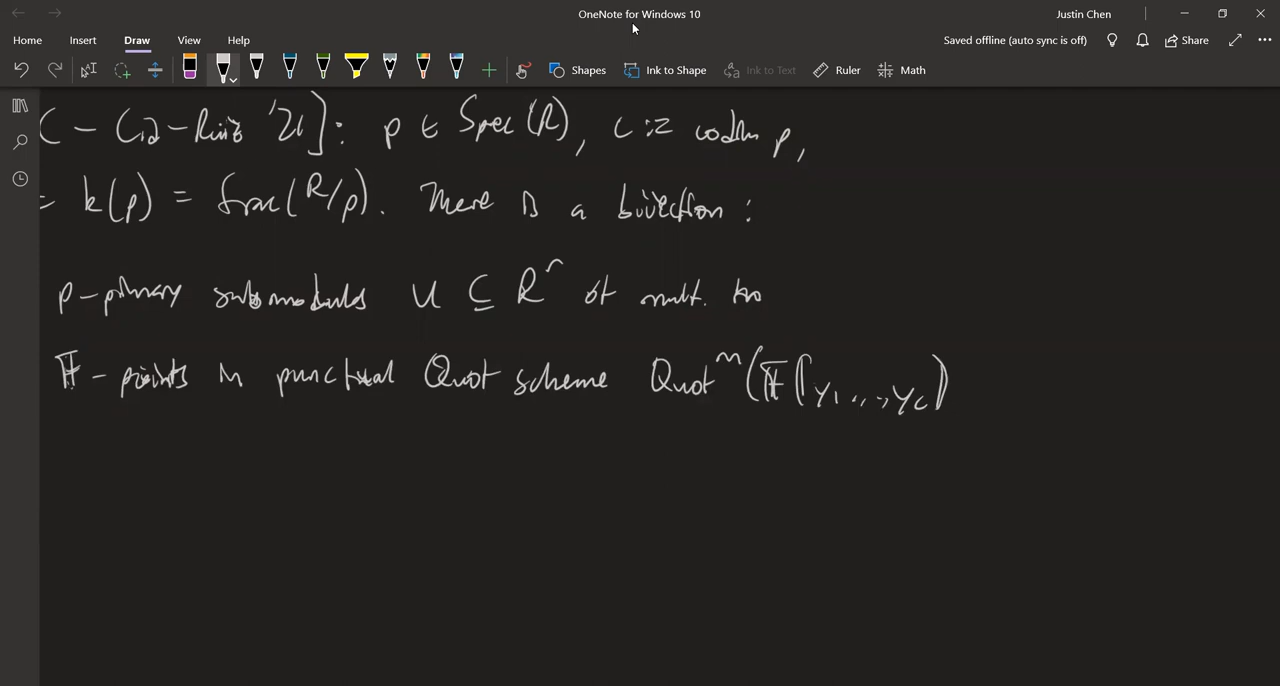 OneNote for Windows 10
Justin Chen
Home Insert Draw View Help
Saved offline (auto sync is off)
Share
Shapes Ink to Shape Ink to Text Ruler Math
C - Cid-Ruiz '21]: p ∈ Spec(R), c := codim p,
= k(p) = frac(R/p). There is a bijection:
p-primary submodules U ⊆ R^r of mult. m
𝔽-points in punctual Quot scheme Quot^m(𝔽[[y1,...,yc)